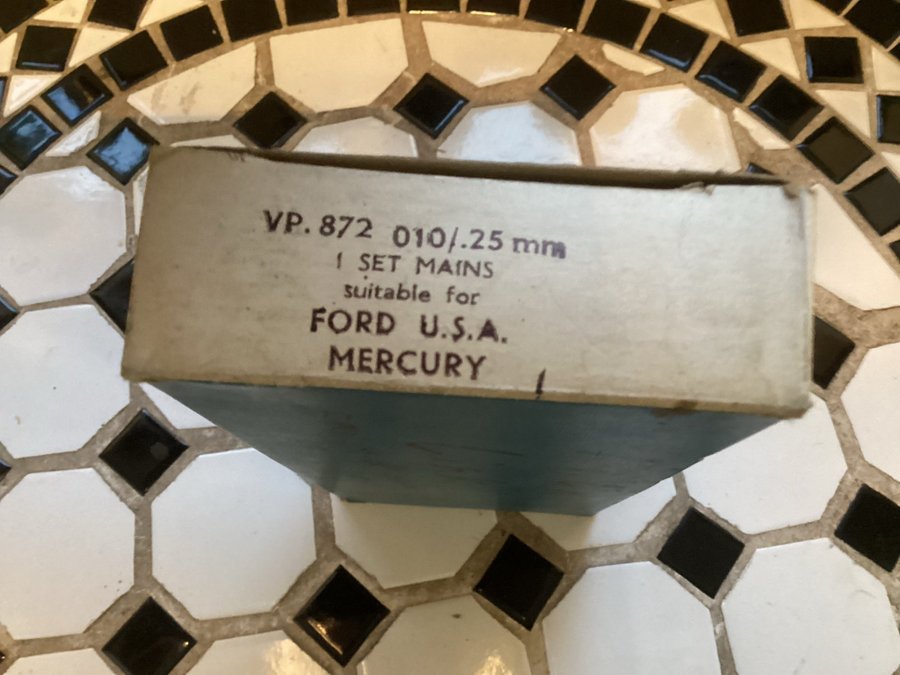 VP. 872 010/.25 mm
1 SET MAINS
suitable for
FORD U.S.A.
MERCURY